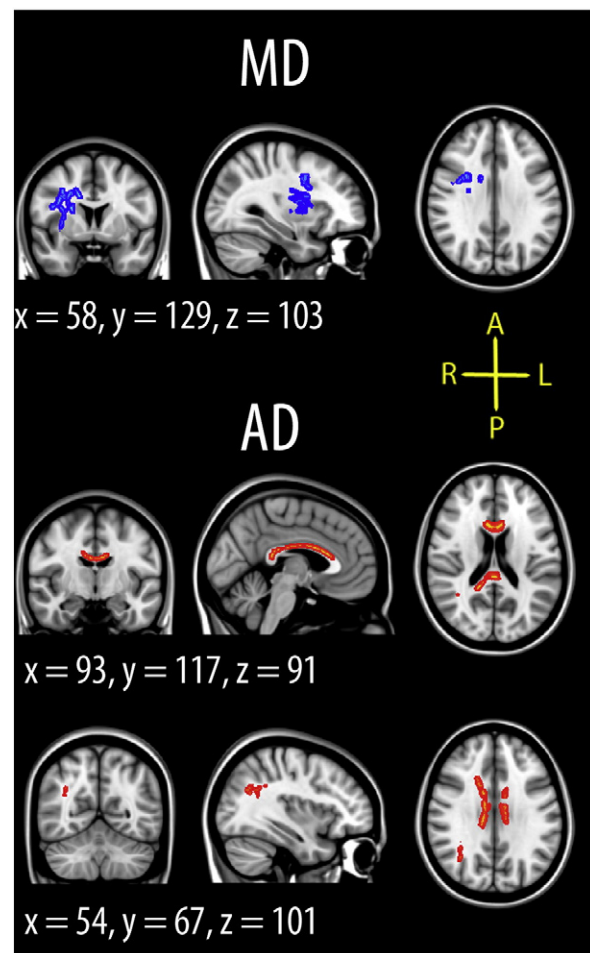 MD
x = 58, y = 129, z = 103
A
R L
P
AD
x = 93, y = 117, z = 91
x = 54, y = 67, z = 101